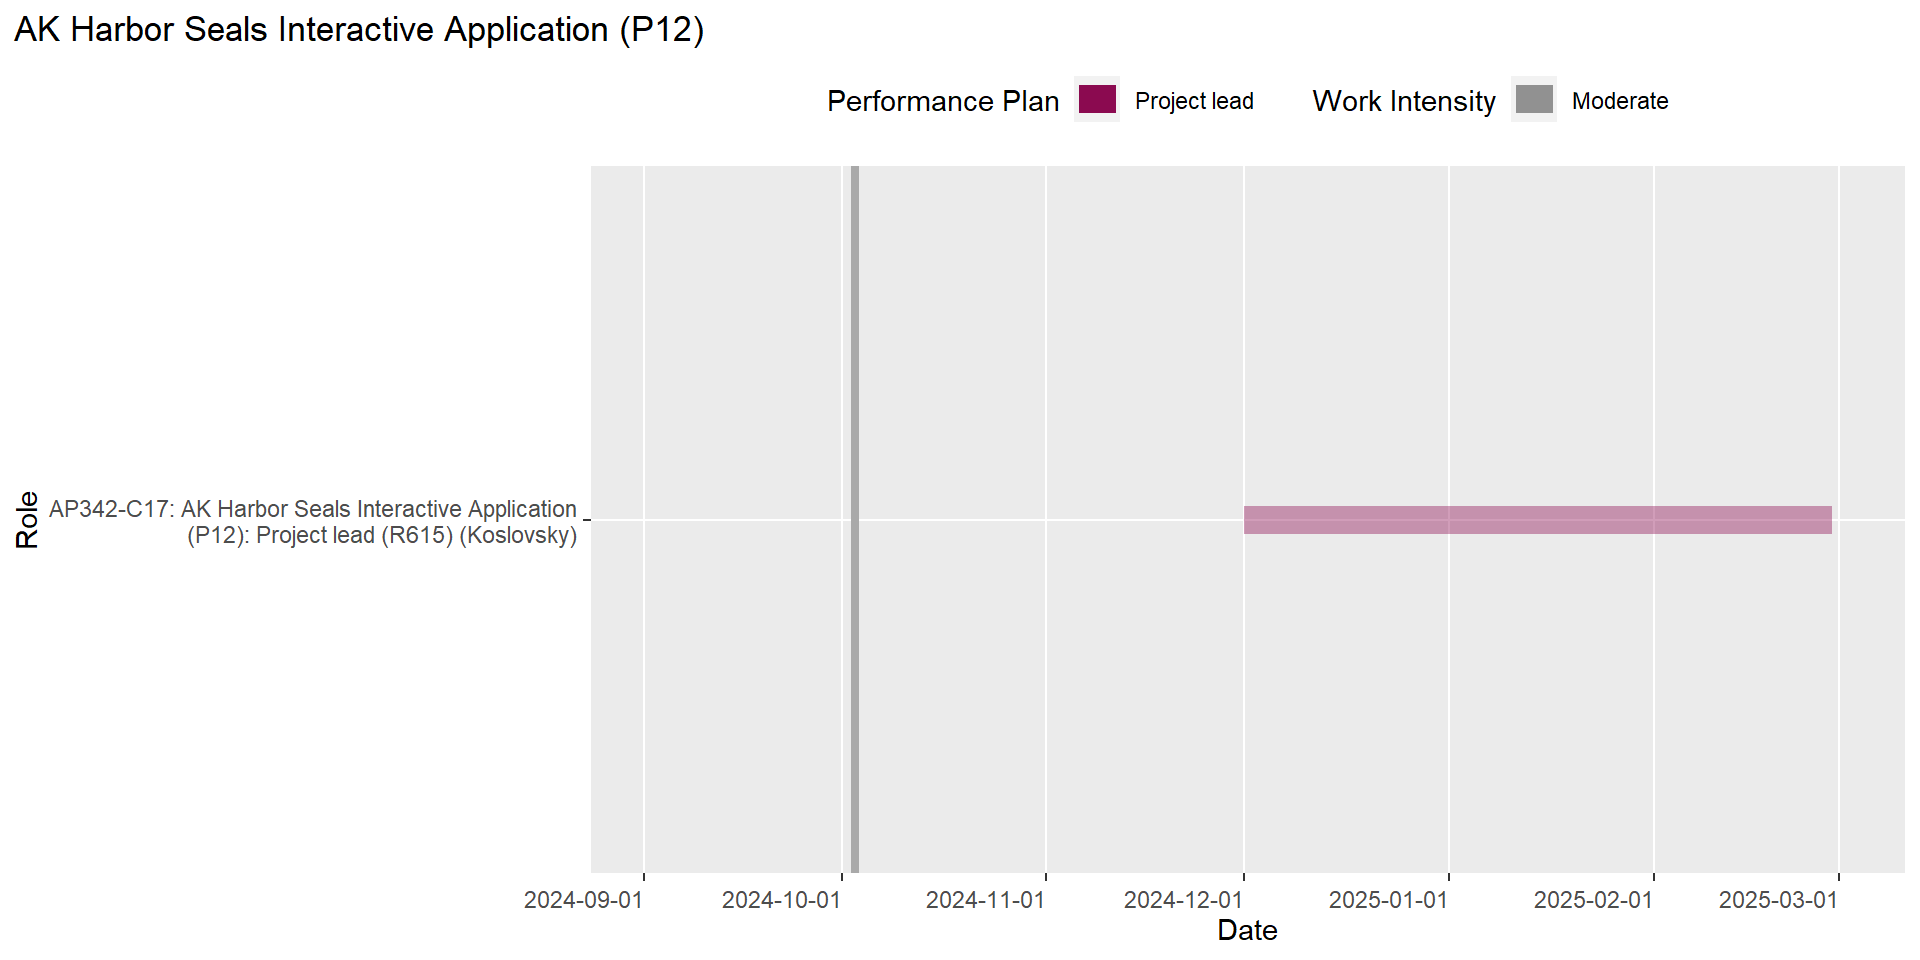 AK Harbor Seals Interactive Application (P12)
Performance Plan Project lead Work Intensity Moderate
Role
AP342-C17: AK Harbor Seals Interactive Application
(P12): Project lead (R615) (Koslovsky)
2024-09-01 2024-10-01 2024-11-01 2024-12-01 2025-01-01 2025-02-01 2025-03-01
Date